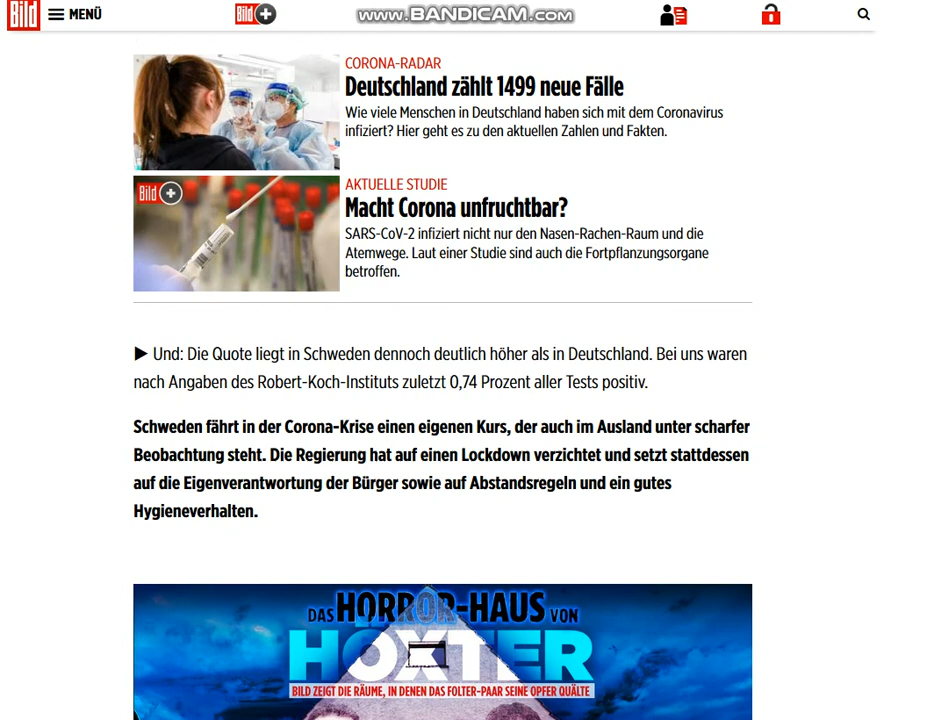 Bild
MENÜ
Bild+
www.BANDICAM.com
CORONA-RADAR
Deutschland zählt 1499 neue Fälle
Wie viele Menschen in Deutschland haben sich mit dem Coronavirus
infiziert? Hier geht es zu den aktuellen Zahlen und Fakten.
Bild+
AKTUELLE STUDIE
Macht Corona unfruchtbar?
SARS-CoV-2 infiziert nicht nur den Nasen-Rachen-Raum und die
Atemwege. Laut einer Studie sind auch die Fortpflanzungsorgane
betroffen.
▶ Und: Die Quote liegt in Schweden dennoch deutlich höher als in Deutschland. Bei uns waren
nach Angaben des Robert-Koch-Instituts zuletzt 0,74 Prozent aller Tests positiv.
Schweden fährt in der Corona-Krise einen eigenen Kurs, der auch im Ausland unter scharfer
Beobachtung steht. Die Regierung hat auf einen Lockdown verzichtet und setzt stattdessen
auf die Eigenverantwortung der Bürger sowie auf Abstandsregeln und ein gutes
Hygieneverhalten.
DAS HORROR-HAUS VON
HÖXTER
BILD ZEIGT DIE RÄUME, IN DENEN DAS FOLTER-PAAR SEINE OPFER QUÄLTE